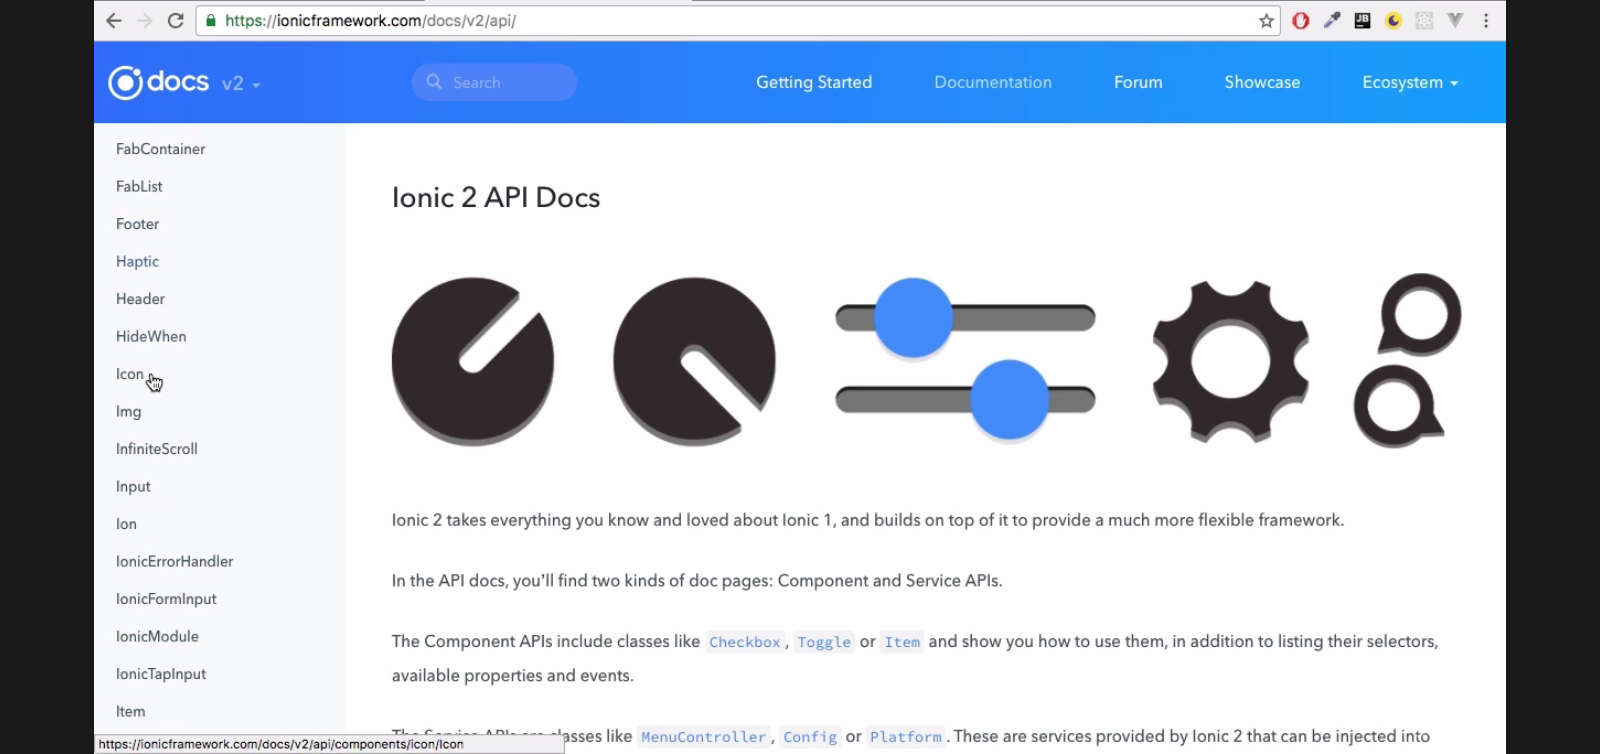 https://ionicframework.com/docs/v2/api/
JB
docs v2
Search
Getting Started
Documentation
Forum
Showcase
Ecosystem
FabContainer
FabList
Footer
Haptic
Header
HideWhen
Icon
Img
InfiniteScroll
Input
Ion
IonicErrorHandler
IonicFormInput
IonicModule
IonicTapInput
Item
Ionic 2 API Docs
Ionic 2 takes everything you know and loved about Ionic 1, and builds on top of it to provide a much more flexible framework.
In the API docs, you'll find two kinds of doc pages: Component and Service APIs.
The Component APIs include classes like Checkbox, Toggle or Item and show you how to use them, in addition to listing their selectors,
available properties and events.
The Service APIs are classes like MenuController, Config or Platform. These are services provided by Ionic 2 that can be injected into
https://ionicframework.com/docs/v2/api/components/icon/Icon